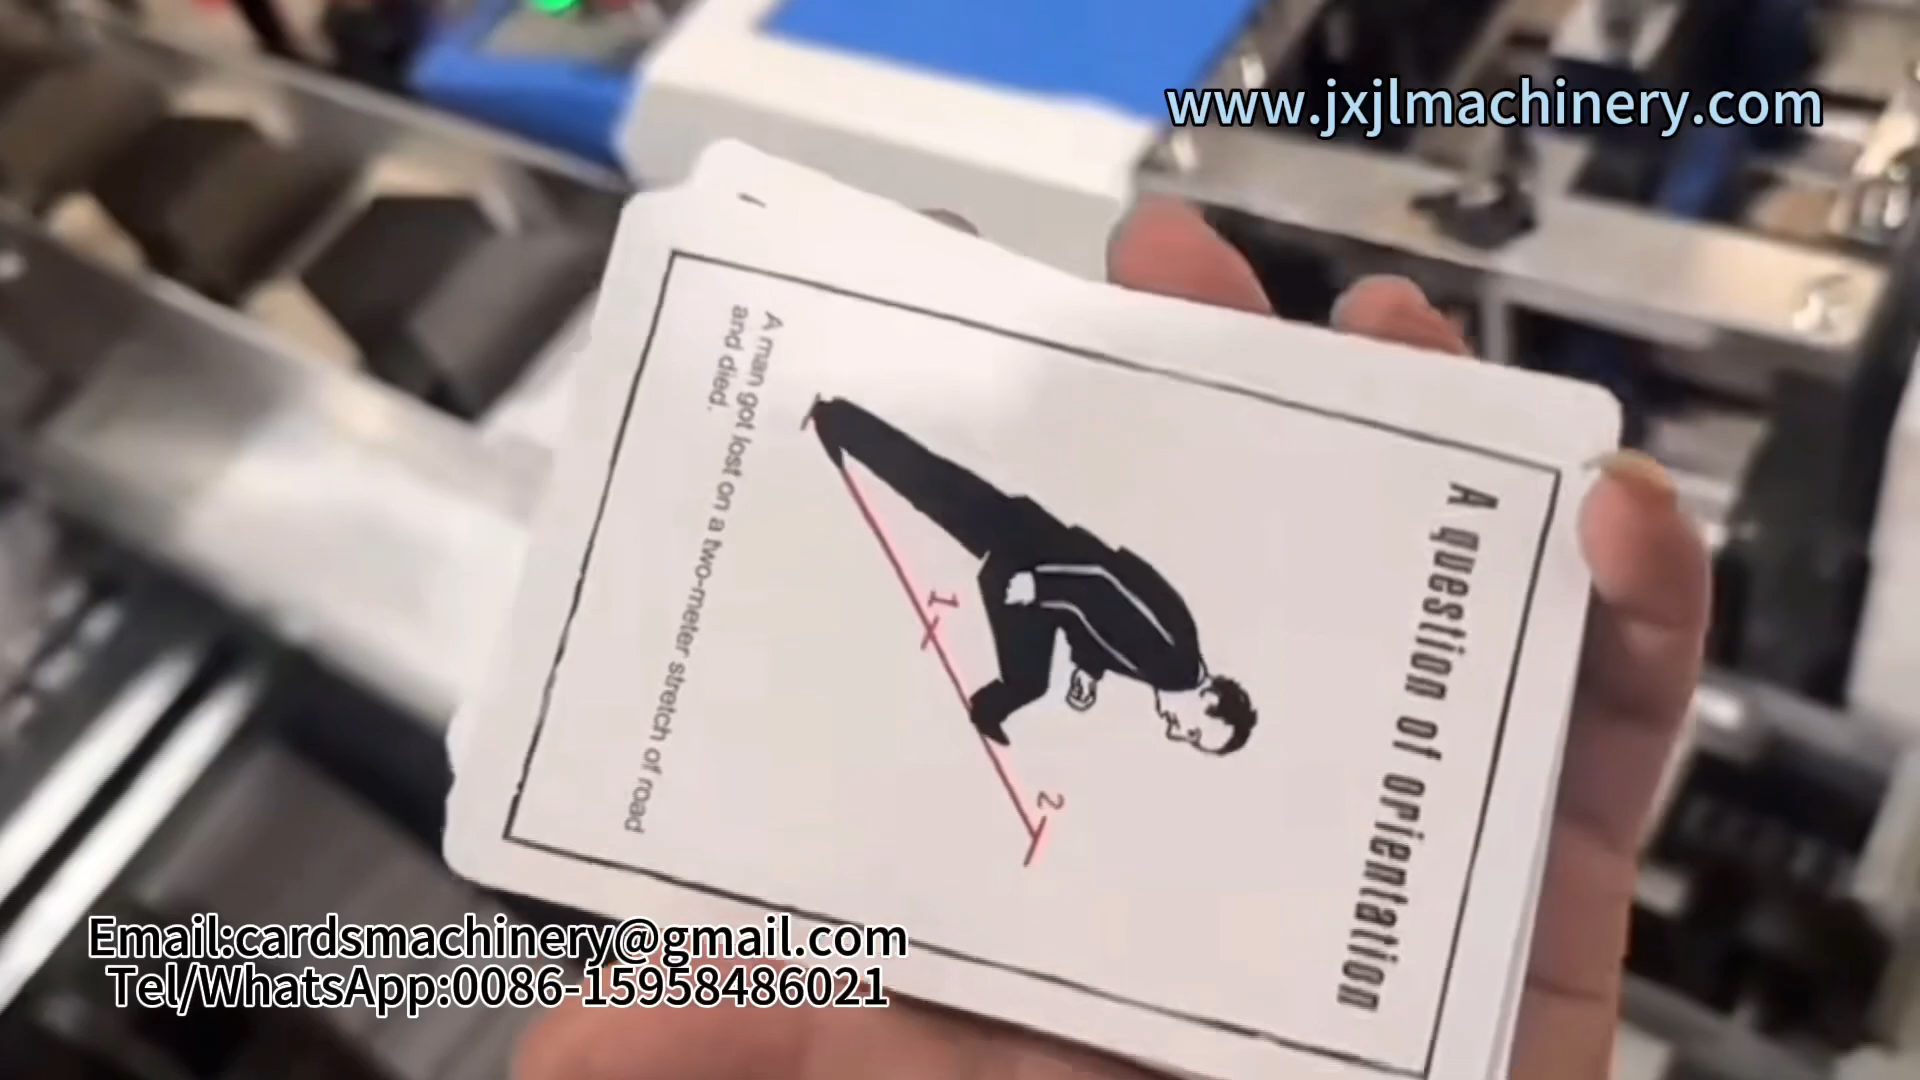 www.jxjlmachinery.com
A question of orientation
1
2
A man got lost on a two-meter stretch of road
and died.
Email:cardsmachinery@gmail.com
Tel/WhatsApp:0086-15958486021